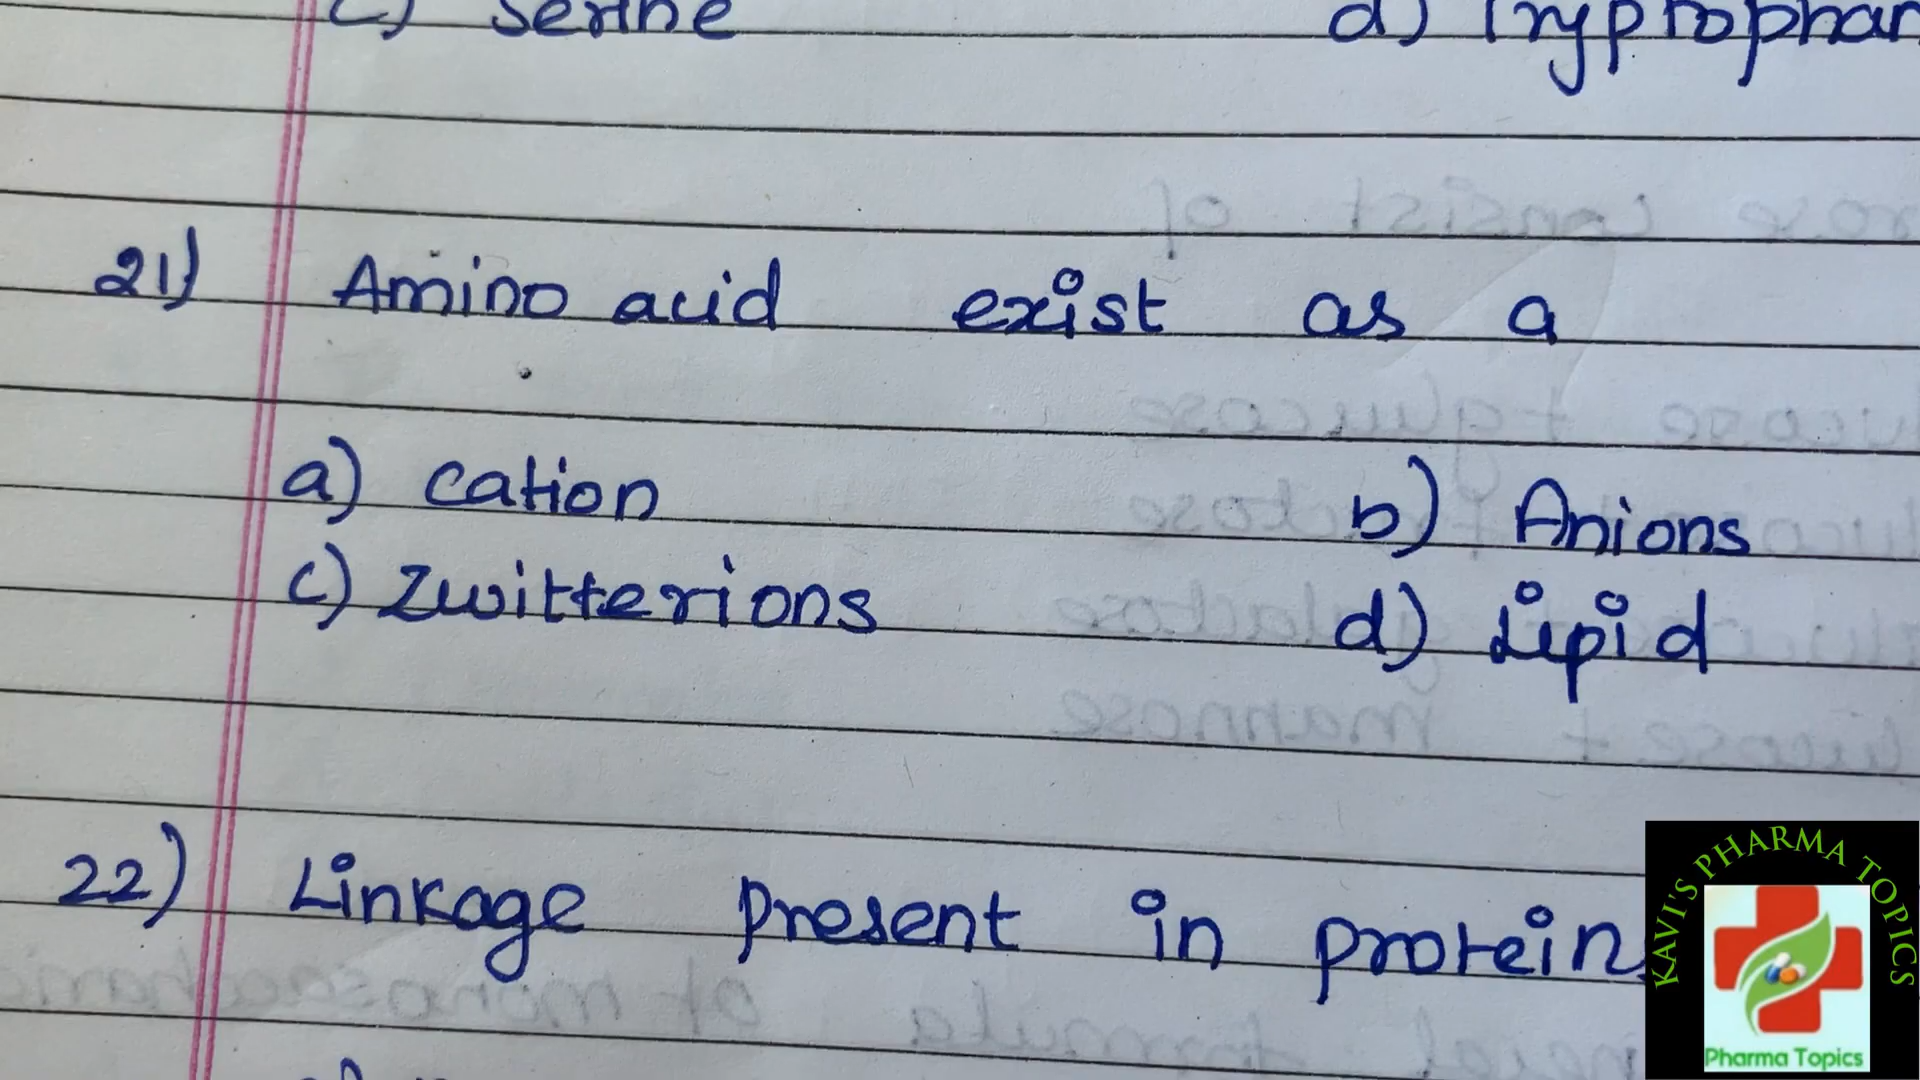 c) Serine d) Tryptophan
21) Amino acid exist as a
a) cation b) Anions
c) Zwitterions d) Lipid
22) Linkage present in protein
KAVI'S PHARMA TOPICS
Pharma Topics